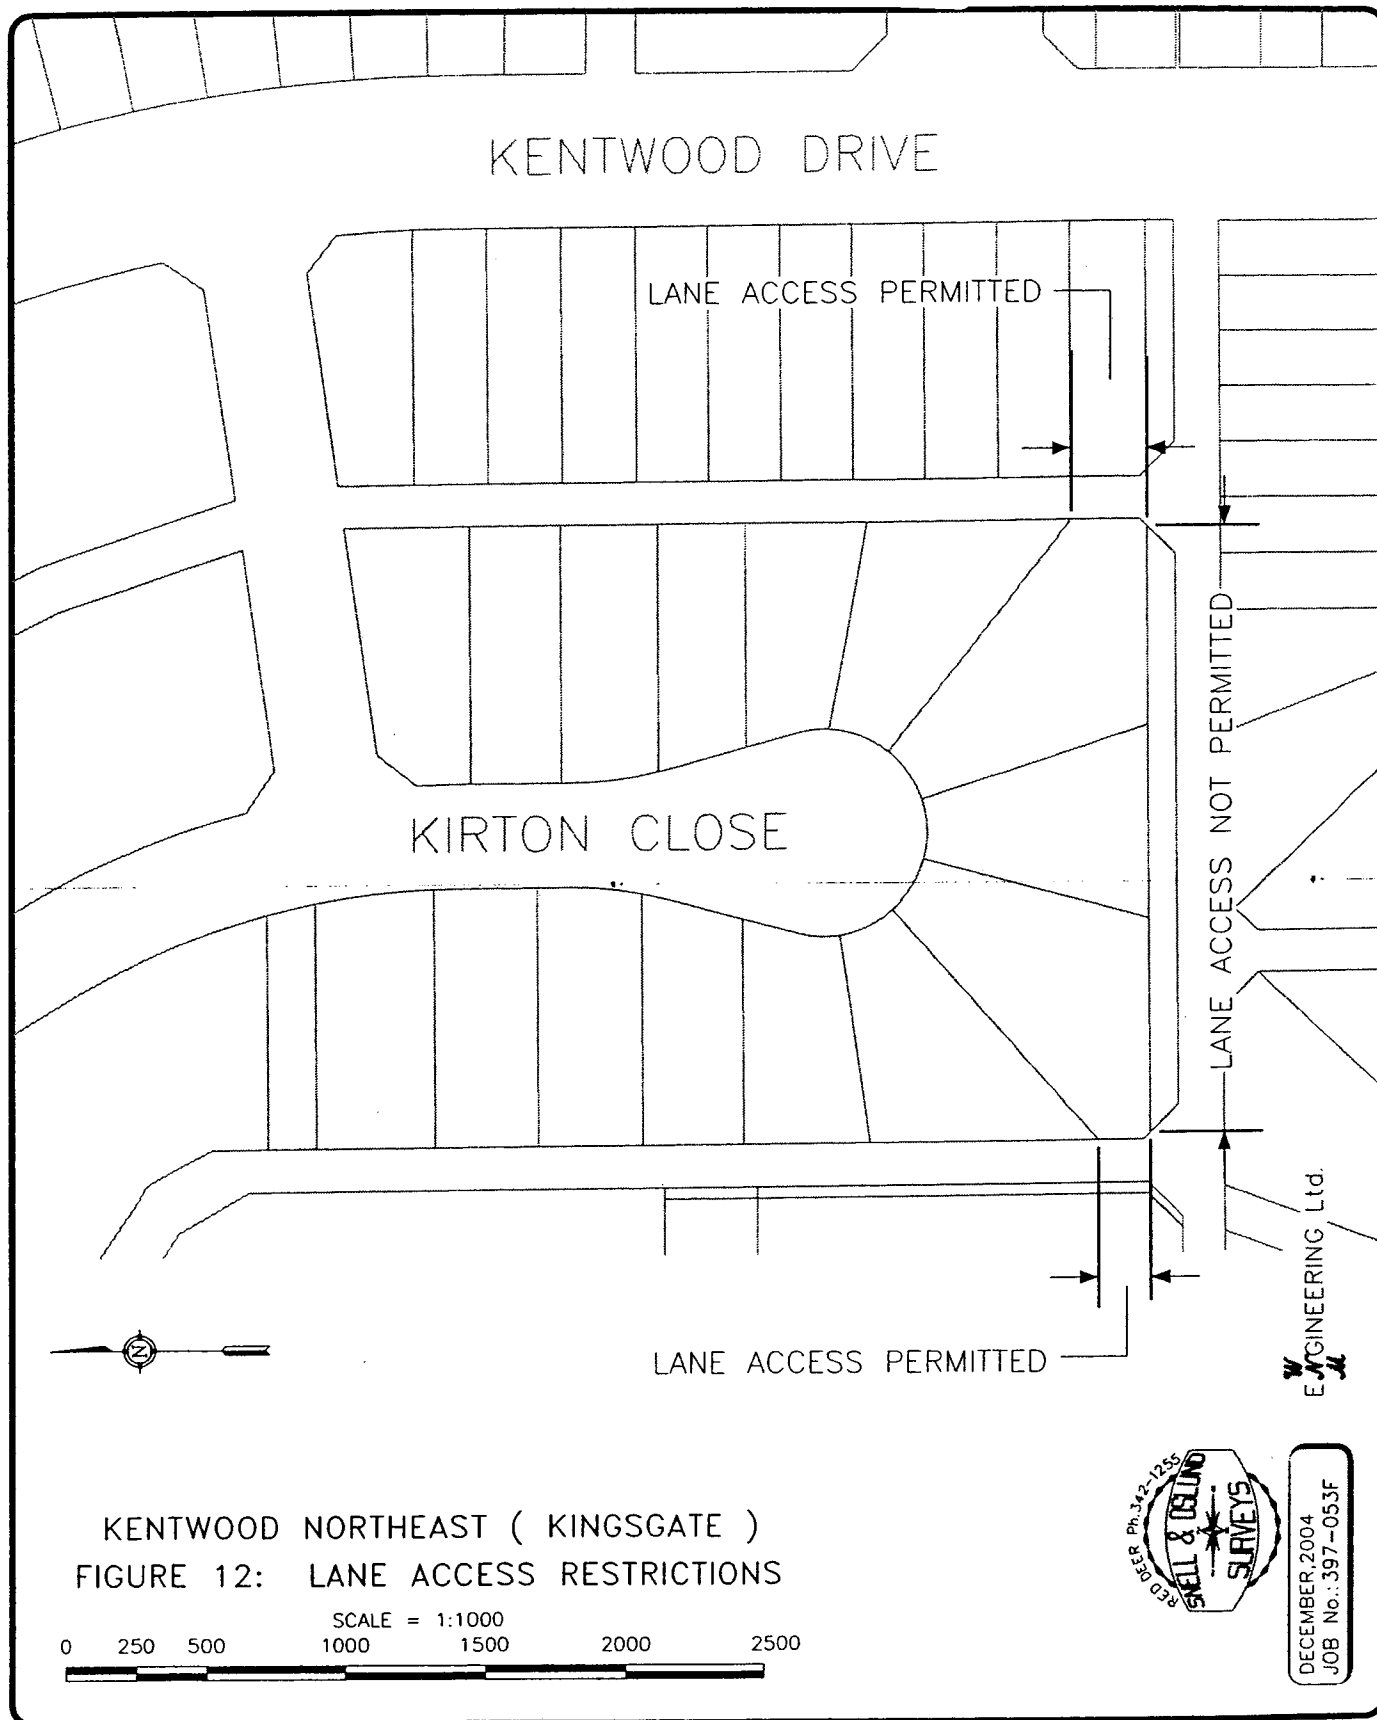 KENTWOOD DRIVE
LANE ACCESS PERMITTED
LANE ACCESS NOT PERMITTED
KIRTON CLOSE
LANE ACCESS PERMITTED
N
ENGINEERING Ltd.
KENTWOOD NORTHEAST ( KINGSGATE )
FIGURE 12: LANE ACCESS RESTRICTIONS
SCALE = 1:1000
0 250 500 1000 1500 2000 2500
RED DEER Ph.342-1255
SNELL & OSLUND
SURVEYS
DECEMBER,2004
JOB No.: 397-053F